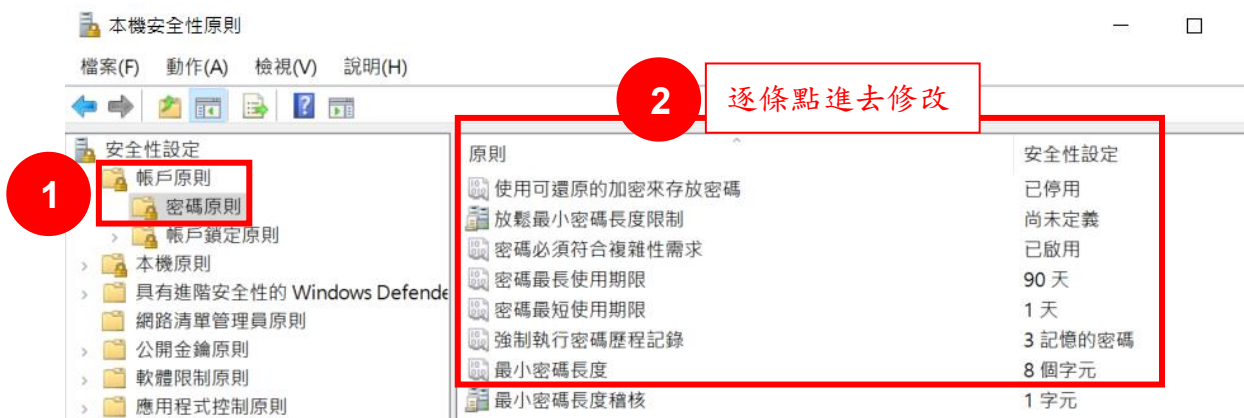 本機安全性原則
檔案(F) 動作(A) 檢視(V) 說明(H)
2 逐條點進去修改
1
安全性設定
帳戶原則
密碼原則
帳戶鎖定原則
本機原則
具有進階安全性的 Windows Defende
網路清單管理員原則
公開金鑰原則
軟體限制原則
應用程式控制原則
原則 安全性設定
使用可還原的加密來存放密碼 已停用
放鬆最小密碼長度限制 尚未定義
密碼必須符合複雜性需求 已啟用
密碼最長使用期限 90 天
密碼最短使用期限 1 天
強制執行密碼歷程記錄 3 記憶的密碼
最小密碼長度 8 個字元
最小密碼長度稽核 1 字元